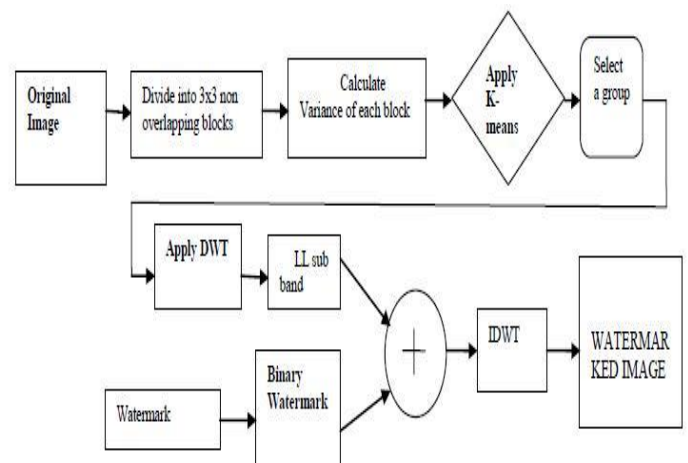 Original
Image
Divide into 3x3 non
overlapping blocks
Calculate
Variance of each block
Apply
K-
means
Select
a group
Apply DWT
LL sub
band
IDWT
WATERMAR
KED IMAGE
Binary
Watermark
Watermark